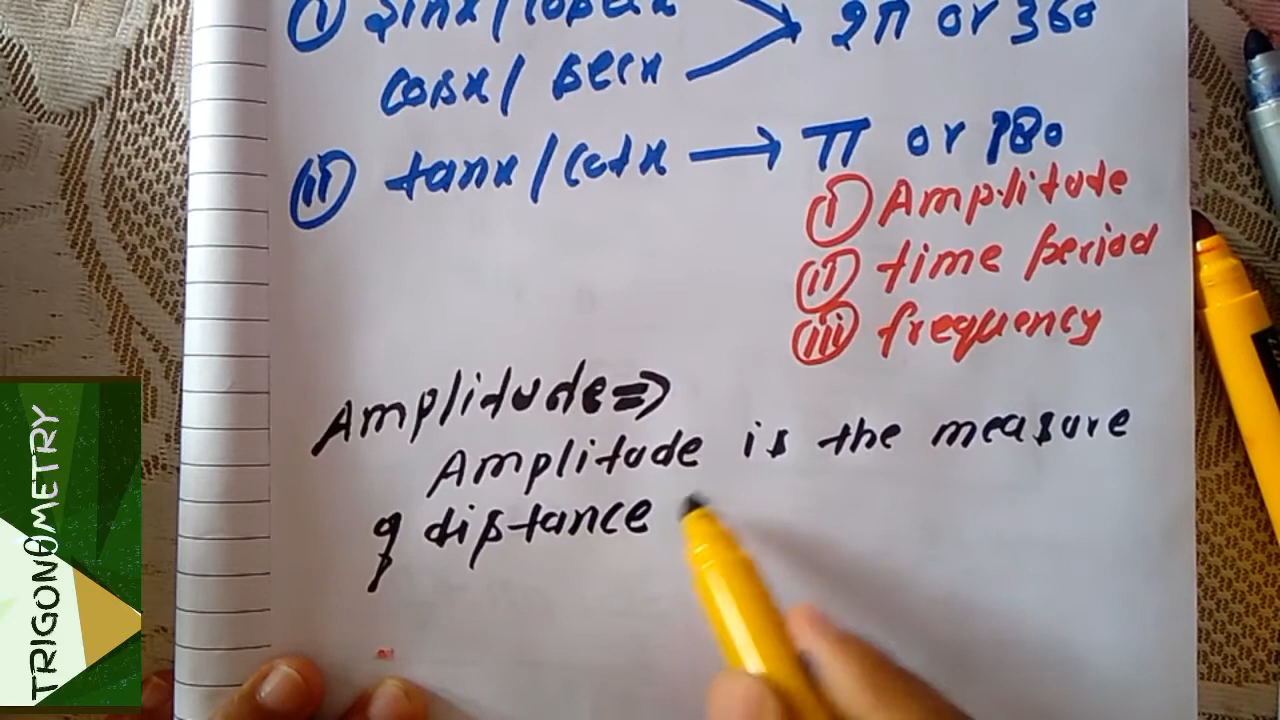 (i) sinx/cosecx
2π or 360
cosx/ secx
(ii) tanx/cotx → π or 180
(i) Amplitude
(ii) time period
(iii) frequency
Amplitude ⇒
Amplitude is the measure
of distance
TRIGONOMETRY